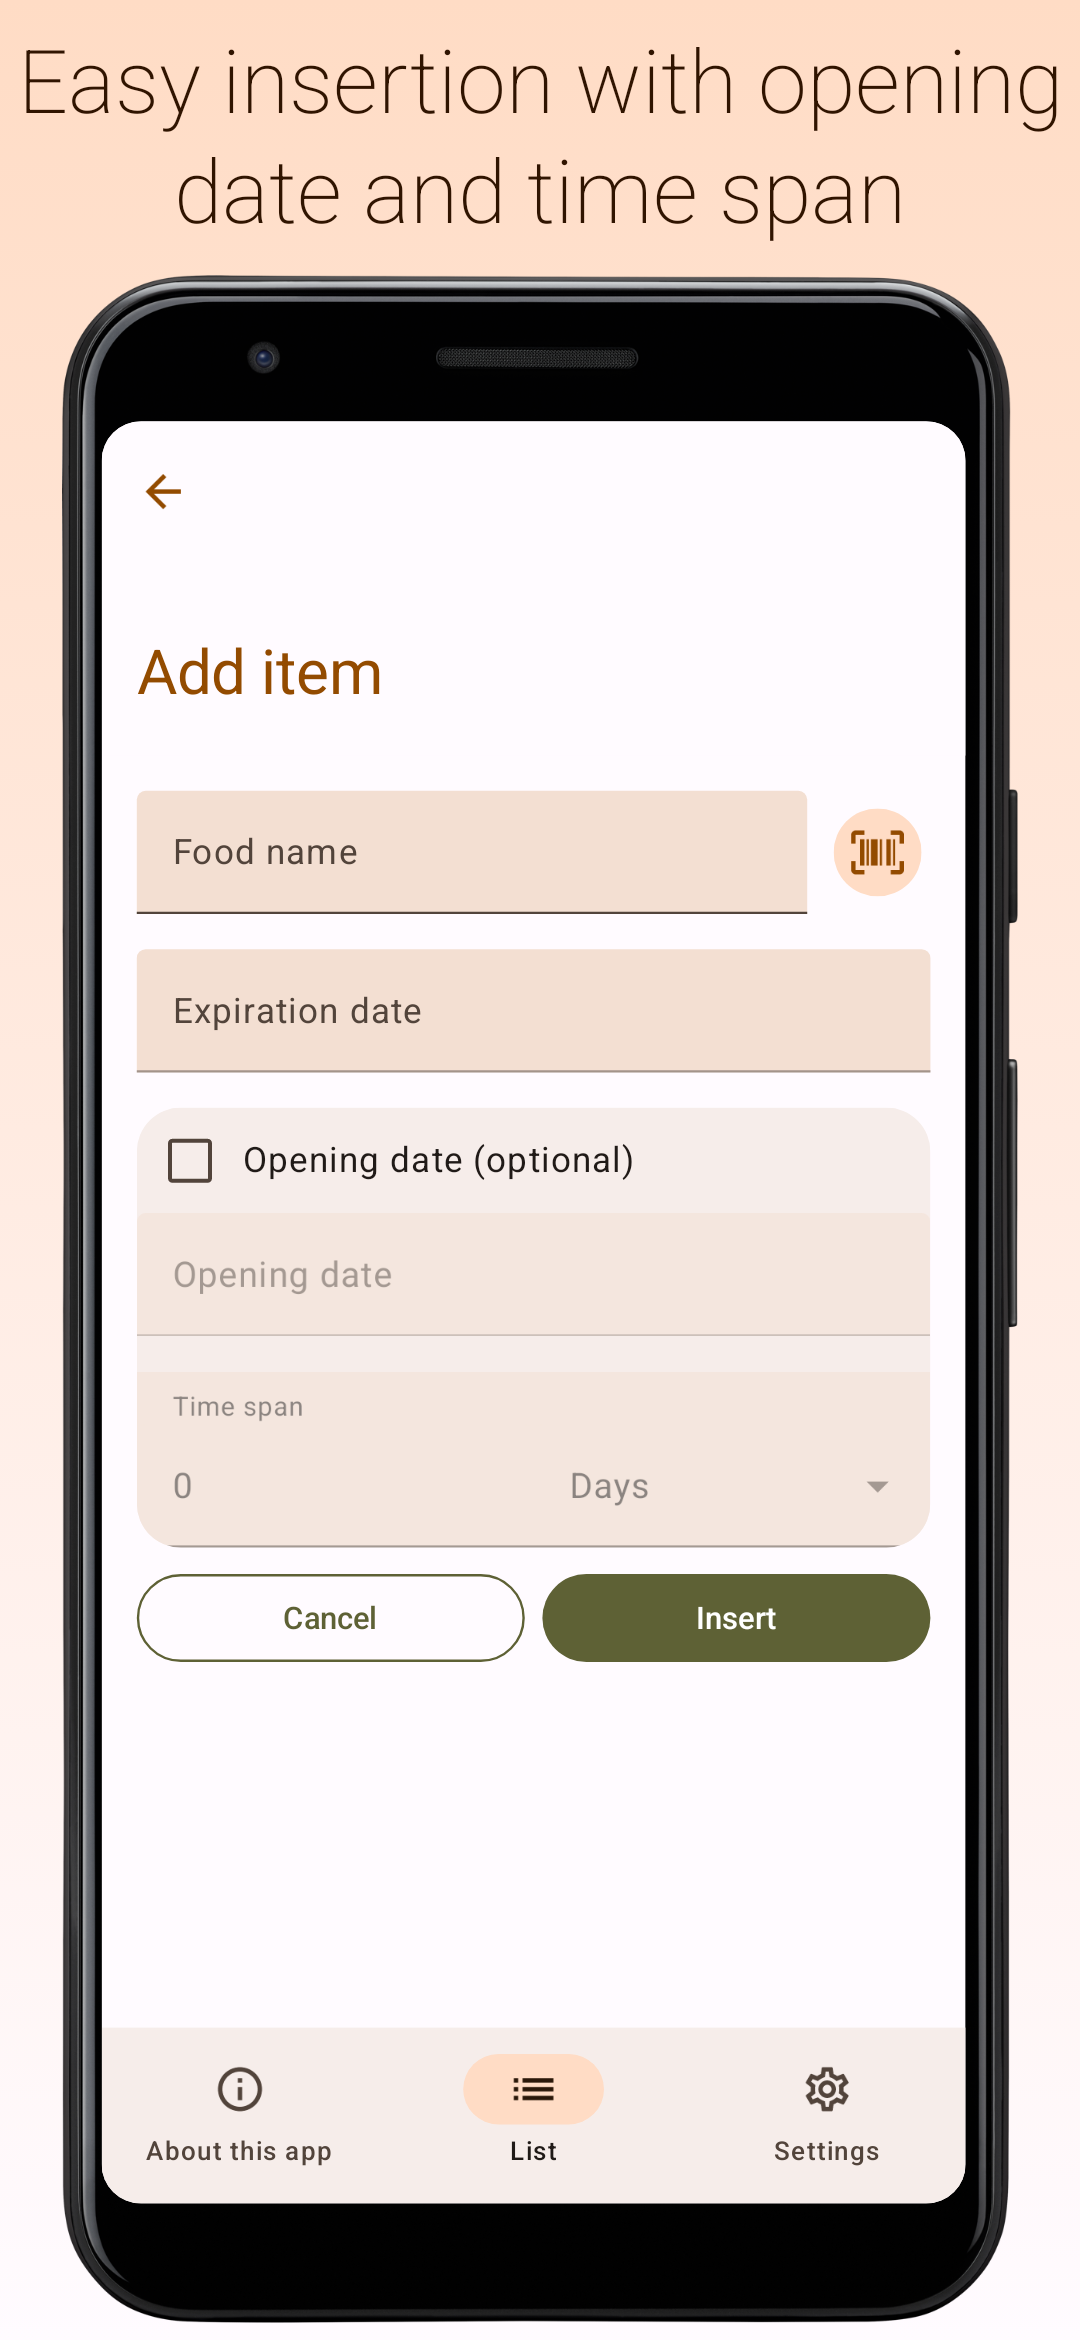 Easy insertion with opening
date and time span
Add item
Food name
Expiration date
Opening date (optional)
Opening date
Time span
0 Days
Cancel Insert
About this app List Settings